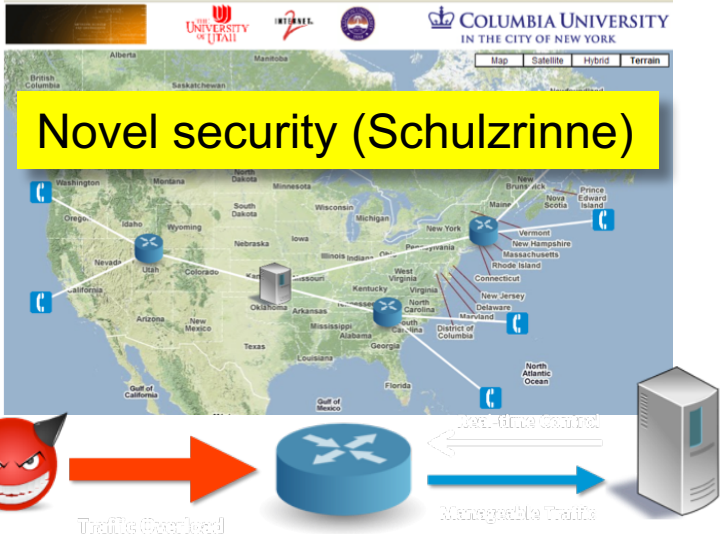 THE
UNIVERSITY
OF UTAH
INTERNET
COLUMBIA UNIVERSITY
IN THE CITY OF NEW YORK
Map Satellite Hybrid Terrain
Alberta
Manitoba
British
Columbia
Saskatchewan
Novel security (Schulzrinne)
Washington
Montana
North
Dakota
Minnesota
New
Brunswick
Prince
Edward
Island
Nova
Scotia
Maine
Oregon
Idaho
Wyoming
South
Dakota
Wisconsin
Michigan
New York
Vermont
New Hampshire
Massachusetts
Rhode Island
Connecticut
New Jersey
Delaware
Maryland
District of
Columbia
Nebraska
Iowa
Illinois
Indiana
Pennsylvania
Nevada
Utah
Colorado
Missouri
West
Virginia
Virginia
Kentucky
California
Arizona
New
Mexico
Oklahoma
Arkansas
Tennessee
North
Carolina
South
Carolina
Mississippi
Alabama
Georgia
Texas
Louisiana
Florida
North
Atlantic
Ocean
Gulf of
California
Gulf of
Mexico
Real-time Control
Traffic Overload
Manageable Traffic